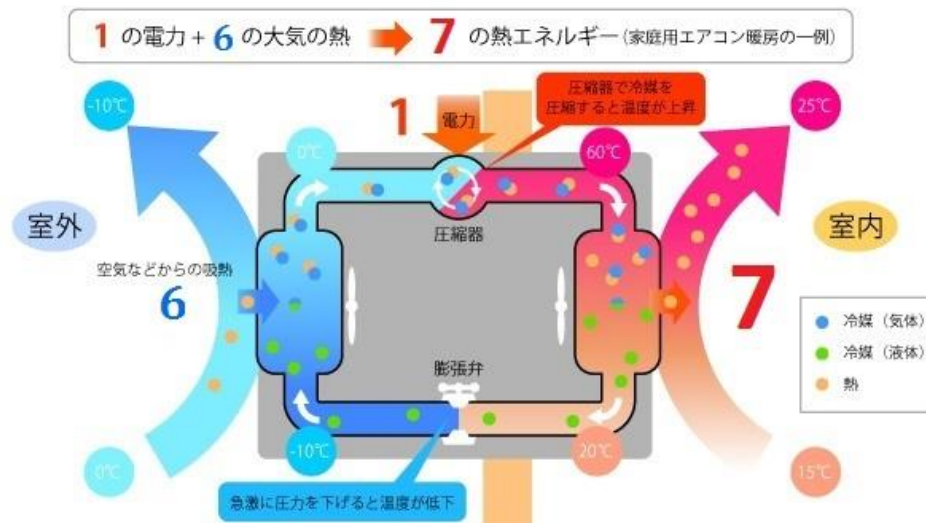 1 の電力 + 6 の大気の熱 → 7 の熱エネルギー(家庭用エアコン暖房の一例)
-10℃
1
電力
圧縮器で冷媒を
圧縮すると温度が上昇
25℃
0℃
60℃
室外
圧縮器
室内
空気などからの吸熱
6
7
冷媒(気体)
冷媒(液体)
熱
膨張弁
0℃
-10℃
20℃
15℃
急激に圧力を下げると温度が低下